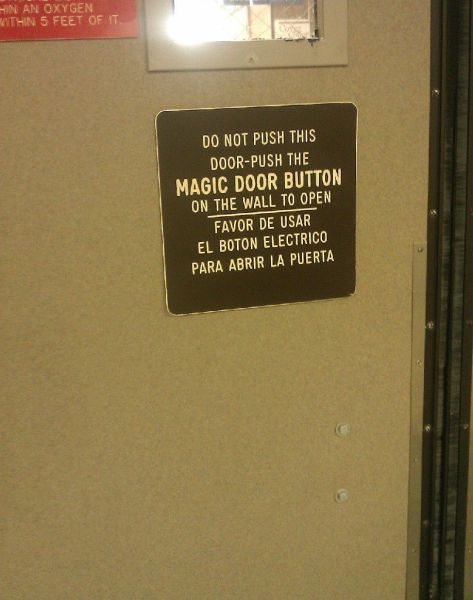 HIN AN OXYGEN
WITHIN 5 FEET OF IT.
DO NOT PUSH THIS
DOOR-PUSH THE
MAGIC DOOR BUTTON
ON THE WALL TO OPEN
FAVOR DE USAR
EL BOTON ELECTRICO
PARA ABRIR LA PUERTA